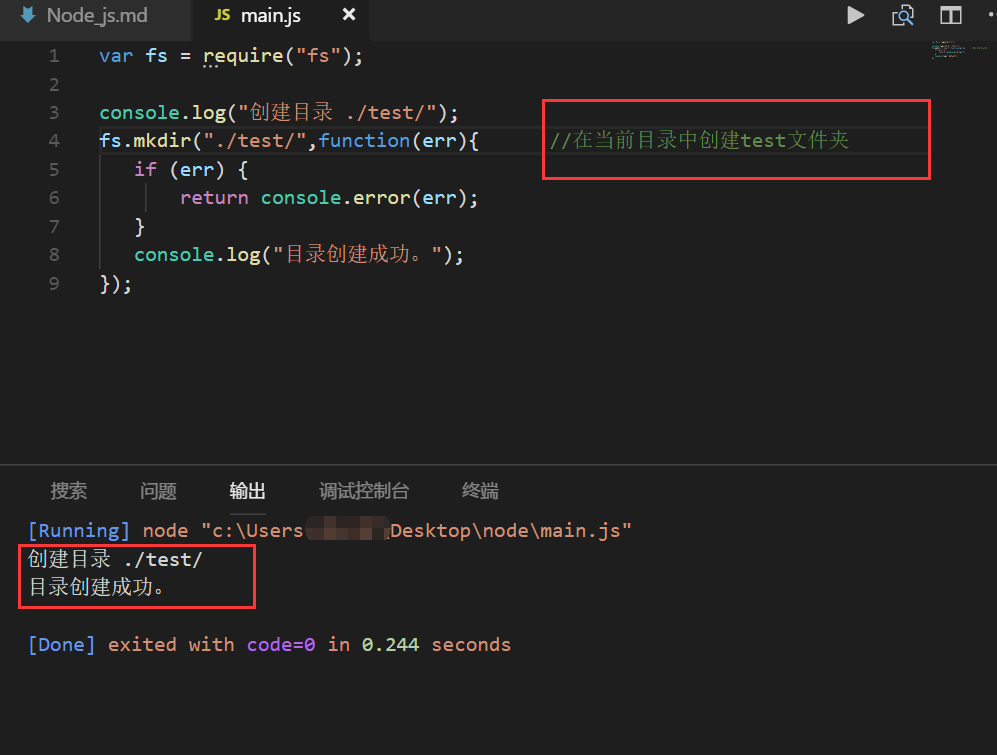 Node_js.md
JS main.js
1 var fs = require("fs");
2
3 console.log("创建目录 ./test/");
4 fs.mkdir("./test/",function(err){ //在当前目录中创建test文件夹
5 if (err) {
6 return console.error(err);
7 }
8 console.log("目录创建成功。");
9 });
搜索 问题 输出 调试控制台 终端
[Running] node "c:\Users Desktop\node\main.js"
创建目录 ./test/
目录创建成功。
[Done] exited with code=0 in 0.244 seconds